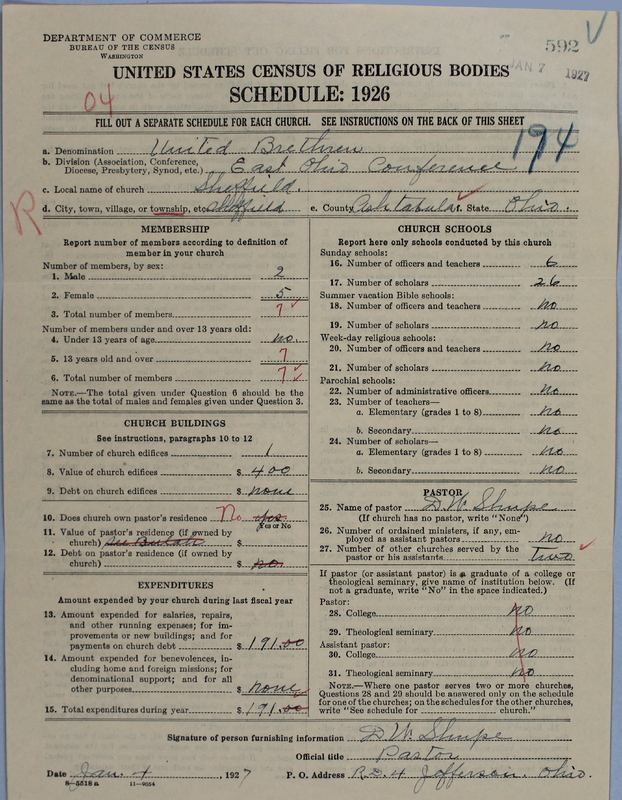 DEPARTMENT OF COMMERCE
BUREAU OF THE CENSUS
WASHINGTON
592
JAN 7 1927
UNITED STATES CENSUS OF RELIGIOUS BODIES
SCHEDULE: 1926
04
FILL OUT A SEPARATE SCHEDULE FOR EACH CHURCH. SEE INSTRUCTIONS ON THE BACK OF THIS SHEET
194
a. Denomination United Brethren
b. Division (Association, Conference,
Diocese, Presbytery, Synod, etc.) East Ohio Conference
c. Local name of church Sheffield.
R
d. City, town, village, or township, etc. Sheffield e. County Ashtabula f. State Ohio.
MEMBERSHIP
Report number of members according to definition of
member in your church
Number of members, by sex:
1. Male 2
2. Female 5
3. Total number of members 7
Number of members under and over 13 years old:
4. Under 13 years of age no.
5. 13 years old and over 7
6. Total number of members 7
NOTE.—The total given under Question 6 should be
same as the total of males and females given under Question 3.
CHURCH BUILDINGS
See instructions, paragraphs 10 to 12
7. Number of church edifices 1
8. Value of church edifices $ 400
9. Debt on church edifices $ none
10. Does church own pastor's residence No yes
Yes or No
11. Value of pastor's residence (if owned by
church) $
12. Debt on pastor's residence (if owned by
church) $ no
EXPENDITURES
Amount expended by your church during last fiscal year
13. Amount expended for salaries, repairs,
and other running expenses; for im-
provements or new buildings; and for
payments on church debt $ 191.00
14. Amount expended for benevolences, in-
cluding home and foreign missions; for
denominational support; and for all
other purposes $ none
15. Total expenditures during year $ 191.00
CHURCH SCHOOLS
Report here only schools conducted by this church
Sunday schools:
16. Number of officers and teachers 6
17. Number of scholars 26
Summer vacation Bible schools:
18. Number of officers and teachers no
19. Number of scholars no
Week-day religious schools:
20. Number of officers and teachers no
21. Number of scholars no
Parochial schools:
22. Number of administrative officers no
23. Number of teachers—
a. Elementary (grades 1 to 8) no
b. Secondary no
24. Number of scholars—
a. Elementary (grades 1 to 8) no
b. Secondary no
PASTOR
25. Name of pastor D. W. Shupe
(If church has no pastor, write "None")
26. Number of ordained ministers, if any, em-
ployed as assistant pastors no
27. Number of other churches served by the
pastor or his assistants two
If pastor (or assistant pastor) is a graduate of a college or
theological seminary, give name of institution below. (If
not a graduate, write "No" in the space indicated.)
Pastor:
28. College no
29. Theological seminary no
Assistant pastor:
30. College no
31. Theological seminary no
NOTE.—Where one pastor serves two or more churches,
Questions 28 and 29 should be answered only on the schedule
for one of the churches; on the schedules for the other churches,
write "See schedule for church."
Signature of person furnishing information D. W. Shupe
Official title Pastor
Date Jan. 4, 1927 P. O. Address R.D. 4 Jefferson. Ohio.
8-5518 a 11-9054